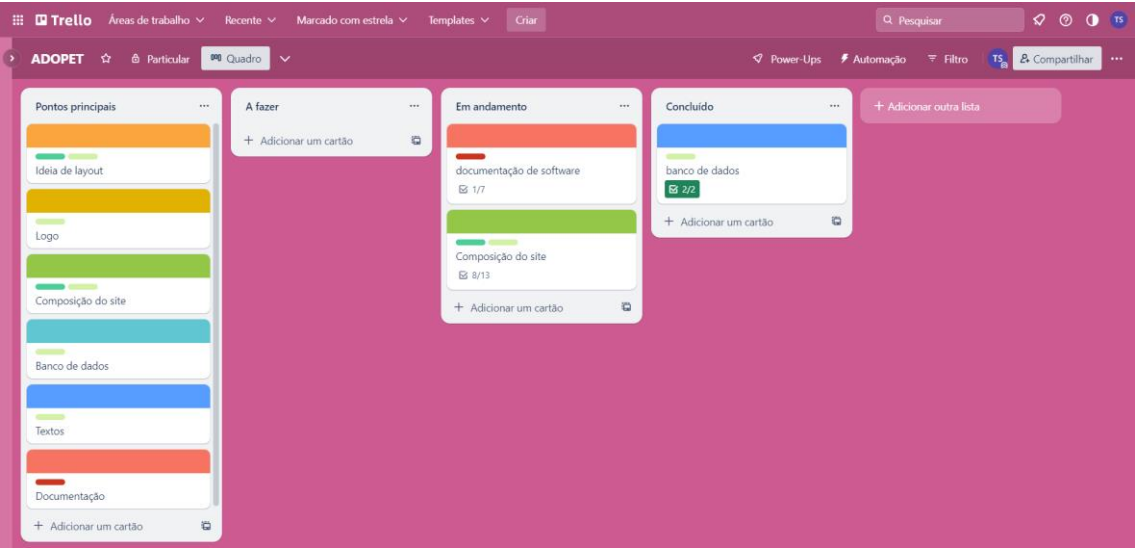 Trello Áreas de trabalho Recente Marcado com estrela Templates Criar Pesquisar TS
ADOPET Particular Quadro Power-Ups Automação Filtro TS Compartilhar
Pontos principais
Ideia de layout
Logo
Composição do site
Banco de dados
Textos
Documentação
+ Adicionar um cartão
A fazer
+ Adicionar um cartão
Em andamento
documentação de software
1/7
Composição do site
8/13
+ Adicionar um cartão
Concluído
banco de dados
2/2
+ Adicionar um cartão
+ Adicionar outra lista